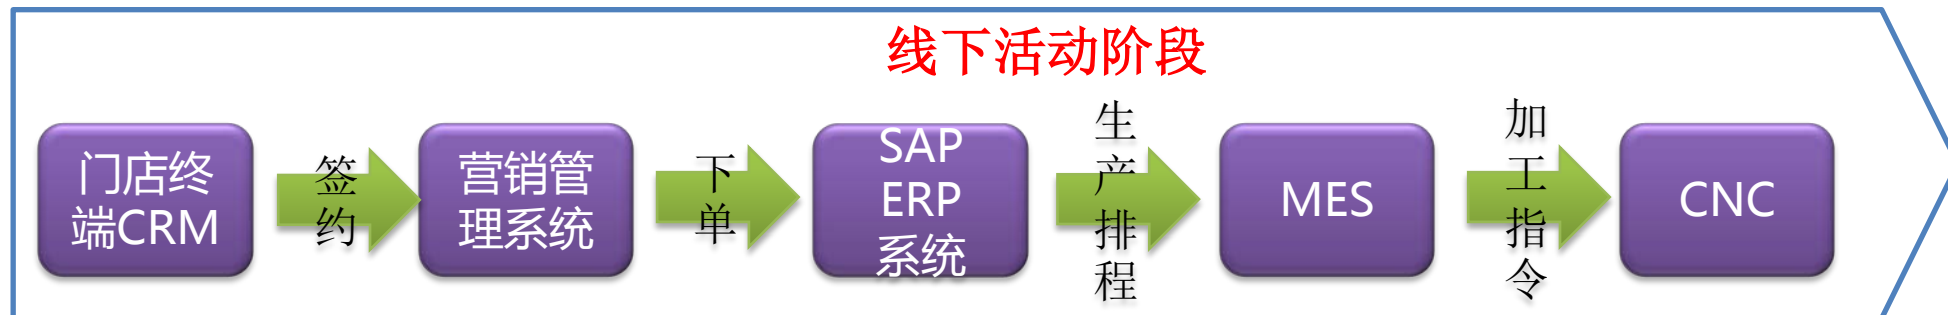 线下活动阶段
门店终
端CRM
签
约
营销管
理系统
下
单
SAP
ERP
系统
生
产
排
程
MES
加
工
指
令
CNC